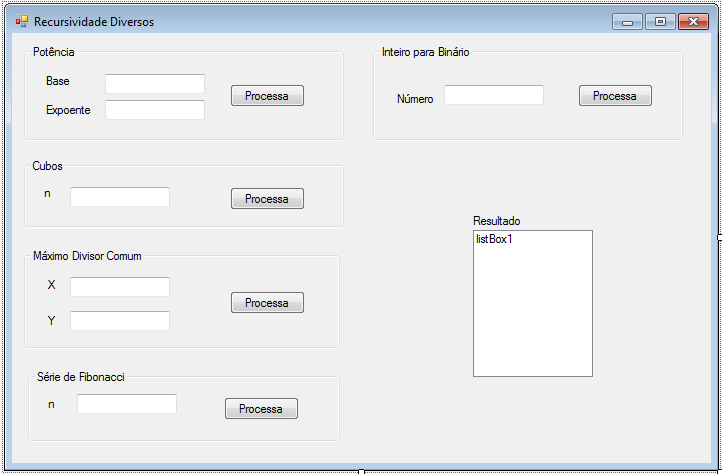 Recursividade Diversos
Potência
Base
Expoente
Processa
Inteiro para Binário
Número
Processa
Cubos
n
Processa
Resultado
listBox1
Máximo Divisor Comum
X
Y
Processa
Série de Fibonacci
n
Processa